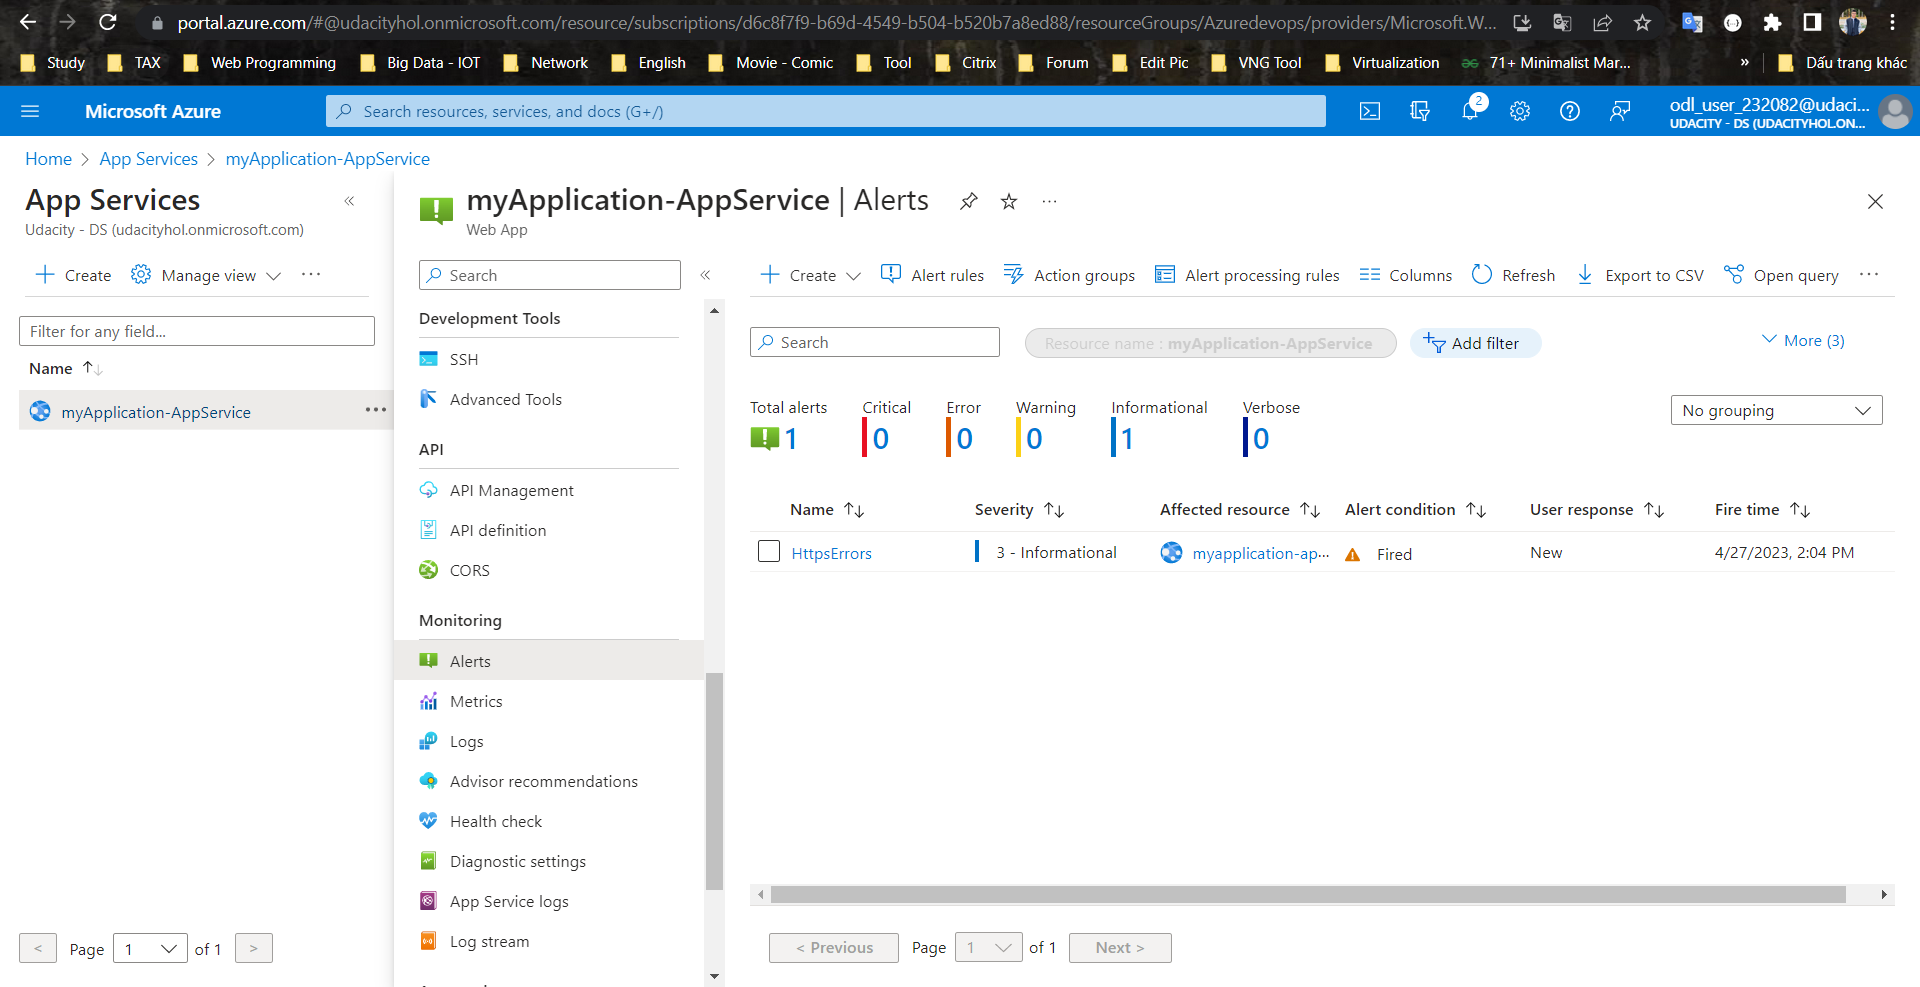 portal.azure.com/#@udacityhol.onmicrosoft.com/resource/subscriptions/d6c8f7f9-b69d-4549-b504-b520b7a8ed88/resourceGroups/Azuredevops/providers/Microsoft.W...
Study TAX Web Programming Big Data - IOT Network English Movie - Comic Tool Citrix Forum Edit Pic VNG Tool Virtualization 71+ Minimalist Mar... » Dấu trang khác
Microsoft Azure Search resources, services, and docs (G+/) 2 odl_user_232082@udaci...
UDACITY - DS (UDACITYHOL.ON...
Home > App Services > myApplication-AppService
App Services «
Udacity - DS (udacityhol.onmicrosoft.com)
+ Create Manage view ...
Filter for any field...
Name ↑↓
myApplication-AppService ...
< Page 1 of 1 >
myApplication-AppService | Alerts ...
Web App
Search «
Development Tools
SSH
Advanced Tools
API
API Management
API definition
CORS
Monitoring
Alerts
Metrics
Logs
Advisor recommendations
Health check
Diagnostic settings
App Service logs
Log stream
+ Create Alert rules Action groups Alert processing rules Columns Refresh Export to CSV Open query ...
Search Resource name : myApplication-AppService Add filter More (3)
Total alerts Critical Error Warning Informational Verbose
1 0 0 0 1 0
No grouping
Name ↑↓ Severity ↑↓ Affected resource ↑↓ Alert condition ↑↓ User response ↑↓ Fire time ↑↓
HttpsErrors 3 - Informational myapplication-ap... Fired New 4/27/2023, 2:04 PM
< Previous Page 1 of 1 Next >